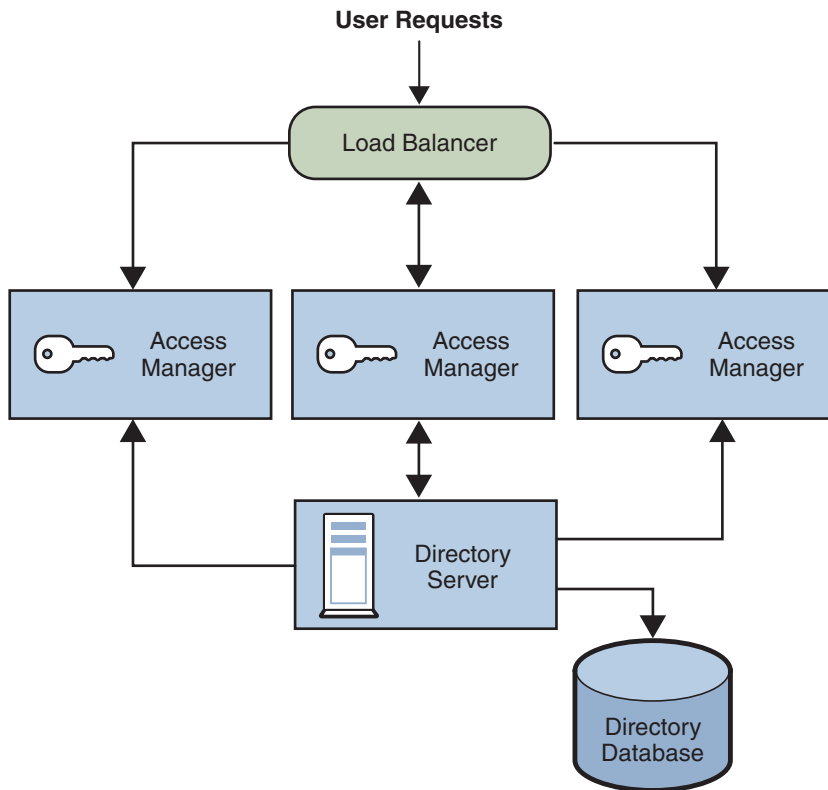 User Requests
Load Balancer
Access
Manager
Access
Manager
Access
Manager
Directory
Server
Directory
Database